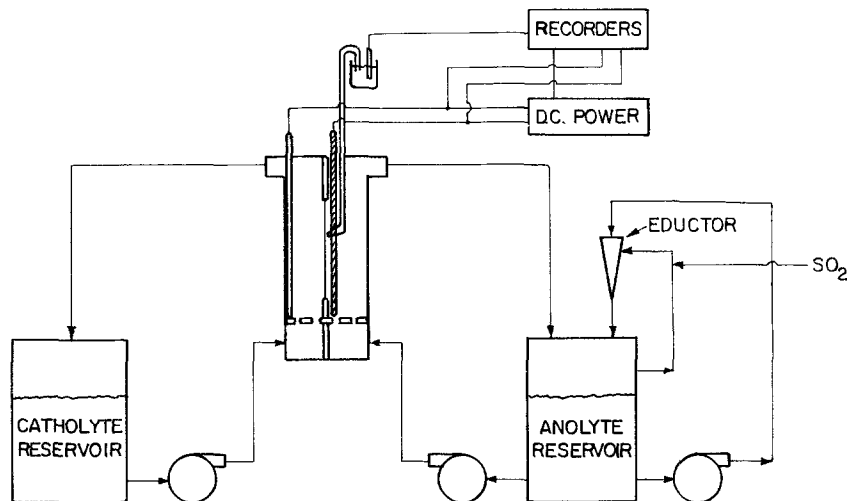 RECORDERS
D.C. POWER
EDUCTOR
SO2
CATHOLYTE
RESERVOIR
ANOLYTE
RESERVOIR